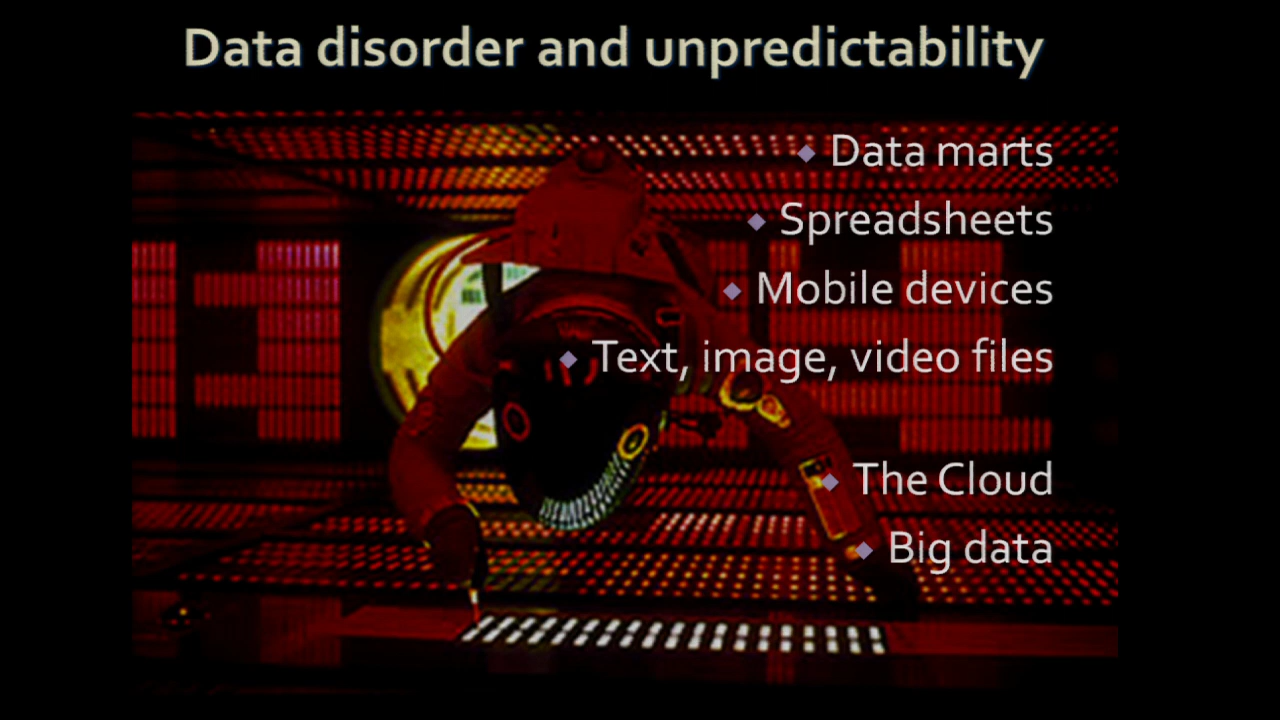 Data disorder and unpredictability
Data marts
Spreadsheets
Mobile devices
Text, image, video files
The Cloud
Big data